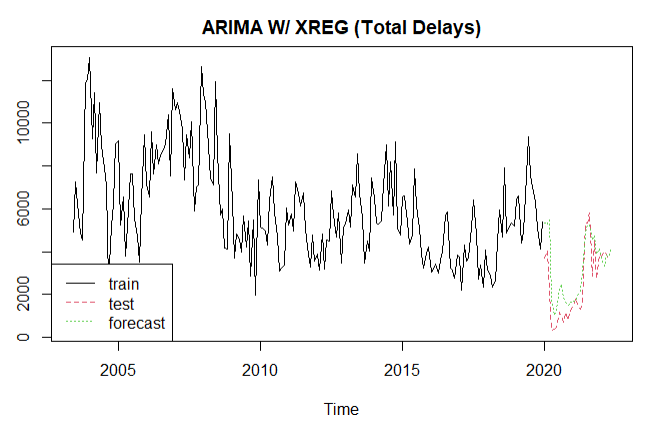 ARIMA W/ XREG (Total Delays)
10000
6000
2000
0
train
test
forecast
2005 2010 2015 2020
Time